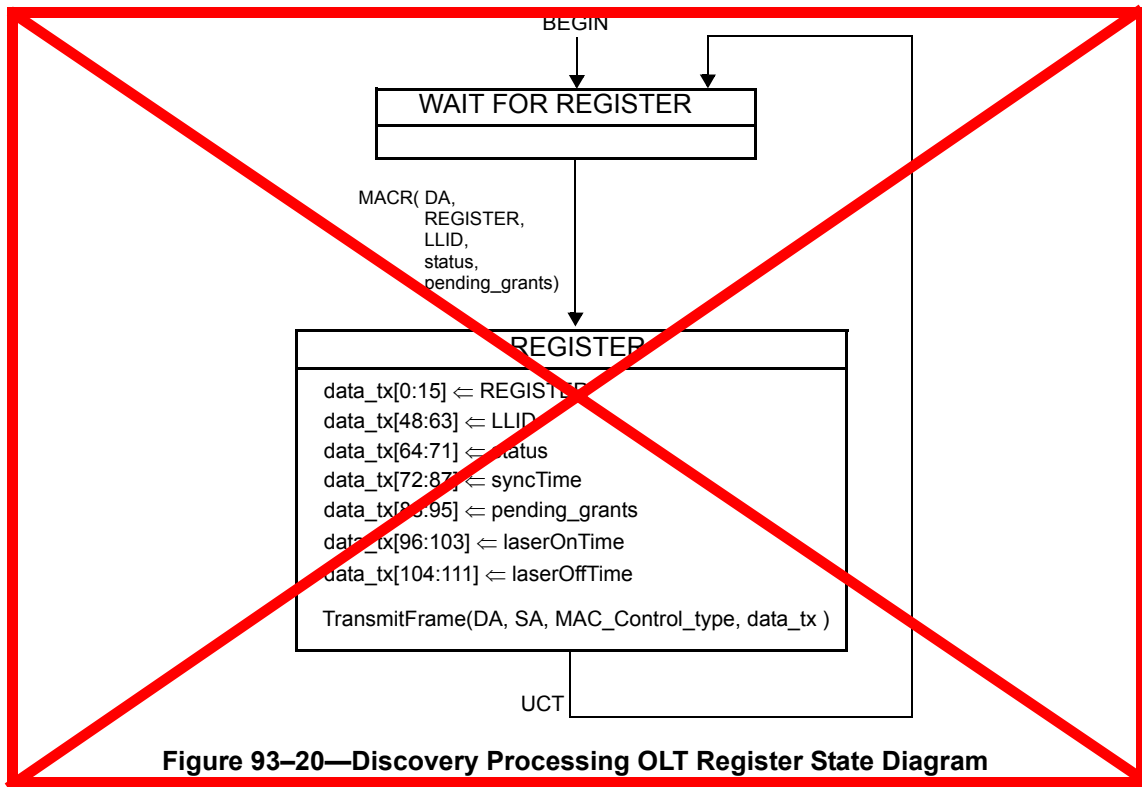 BEGIN
WAIT FOR REGISTER
MACR( DA,
REGISTER,
LLID,
status,
pending_grants)
REGISTER
data_tx[0:15] ⇐ REGISTER
data_tx[48:63] ⇐ LLID
data_tx[64:71] ⇐ status
data_tx[72:87] ⇐ syncTime
data_tx[88:95] ⇐ pending_grants
data_tx[96:103] ⇐ laserOnTime
data_tx[104:111] ⇐ laserOffTime
TransmitFrame(DA, SA, MAC_Control_type, data_tx )
UCT
Figure 93–20—Discovery Processing OLT Register State Diagram